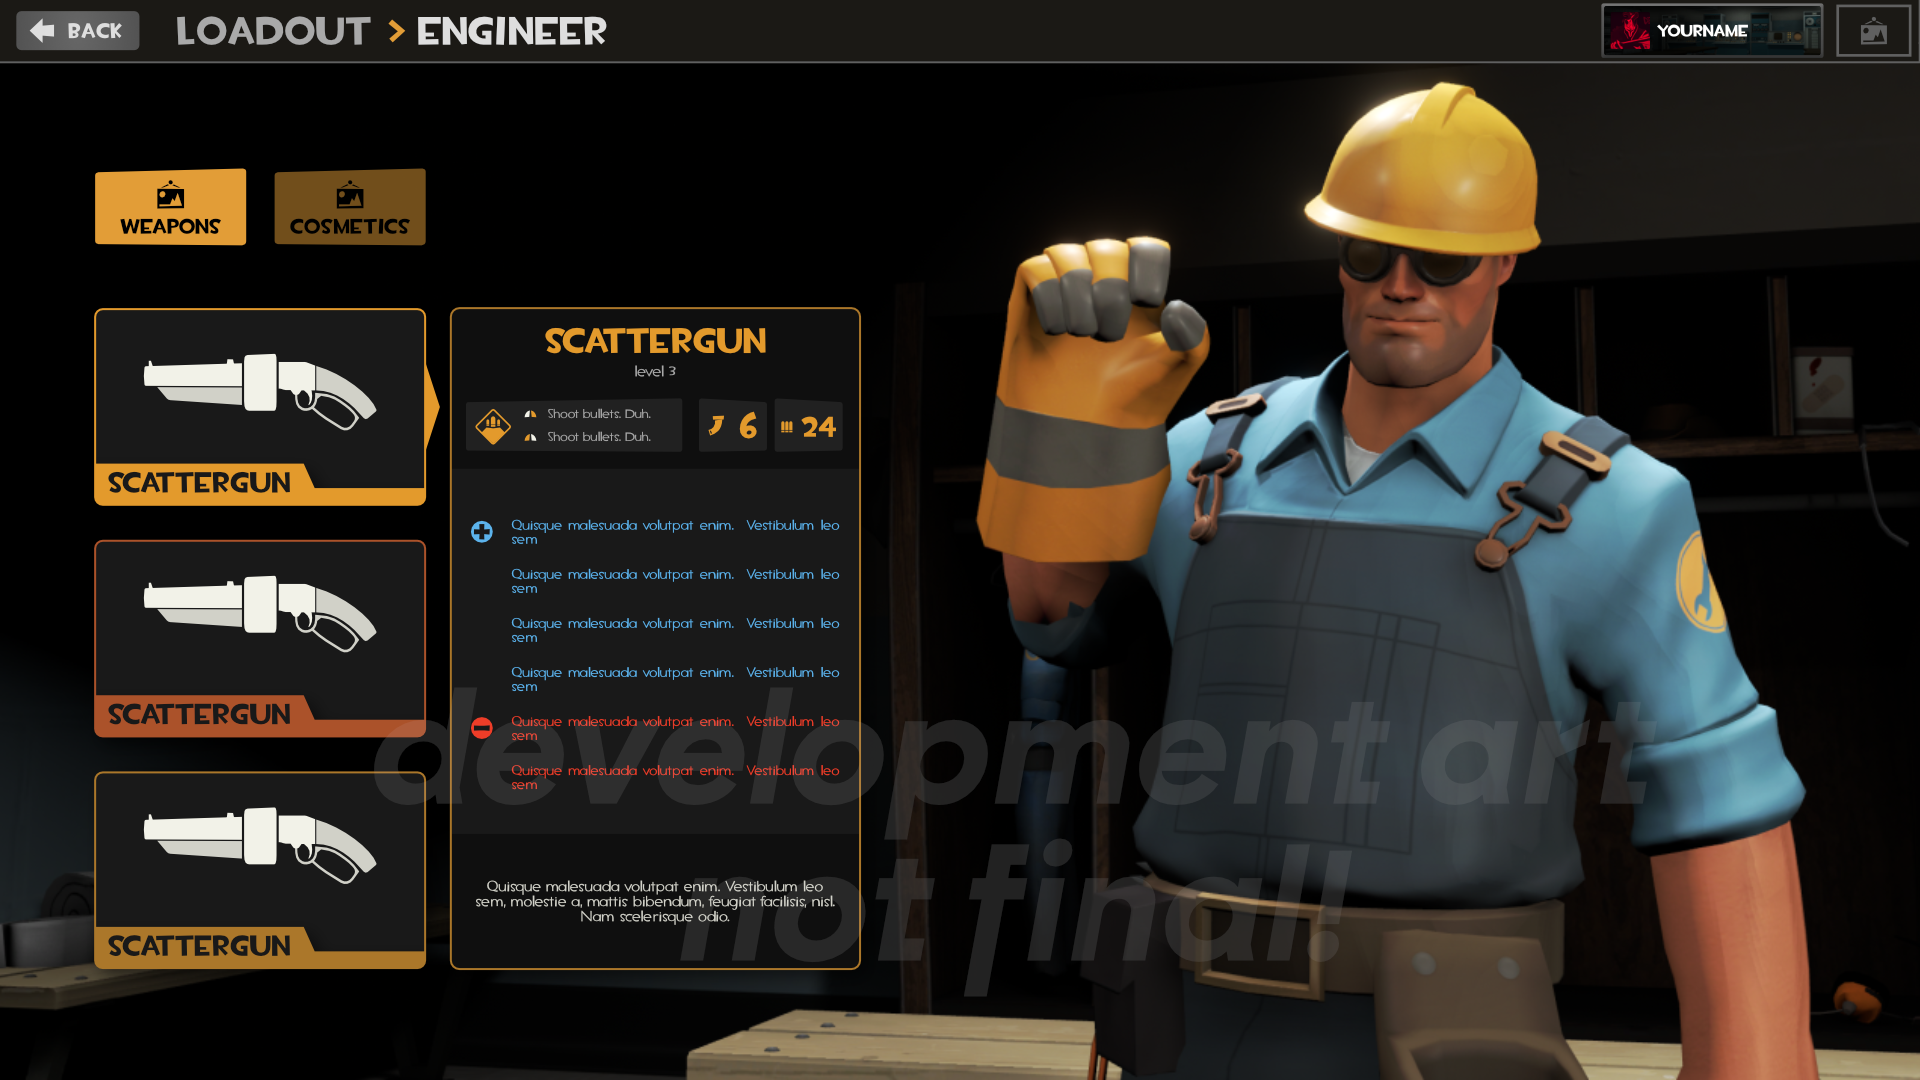 BACK
LOADOUT > ENGINEER
YOURNAME
WEAPONS
COSMETICS
SCATTERGUN
SCATTERGUN
SCATTERGUN
SCATTERGUN
level 3
Shoot bullets. Duh.
Shoot bullets. Duh.
6
24
Quisque malesuada volutpat enim. Vestibulum leo
sem
Quisque malesuada volutpat enim. Vestibulum leo
sem
Quisque malesuada volutpat enim. Vestibulum leo
sem
Quisque malesuada volutpat enim. Vestibulum leo
sem
Quisque malesuada volutpat enim. Vestibulum leo
sem
Quisque malesuada volutpat enim. Vestibulum leo
sem
Quisque malesuada volutpat enim. Vestibulum leo
sem, molestie a, mattis bibendum, feugiat facilisis, nisl.
Nam scelerisque odio.
development art
not final!